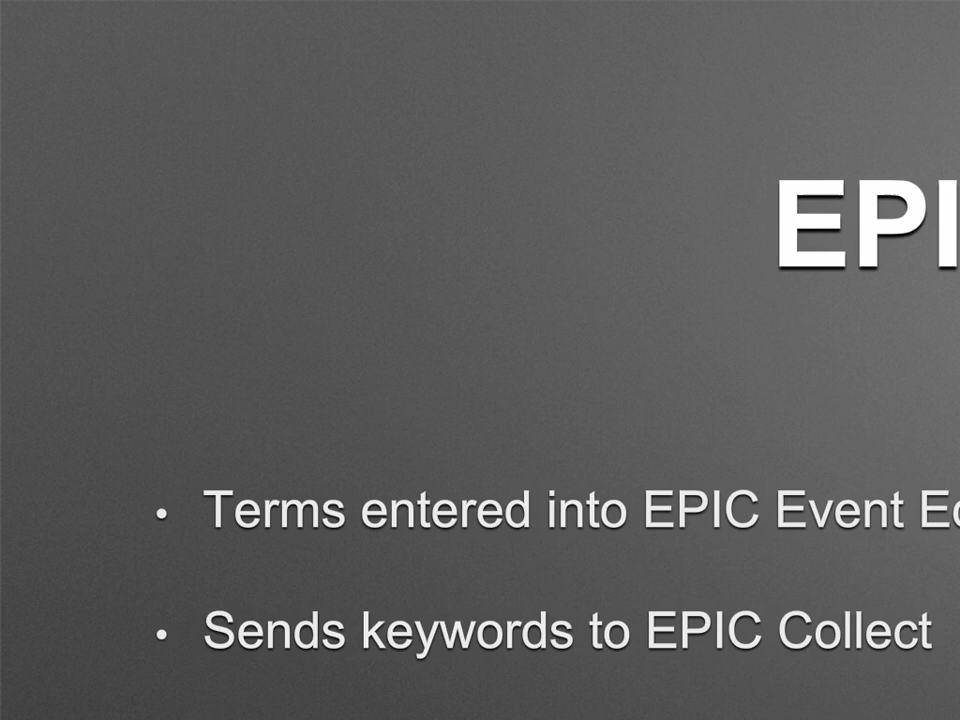 EPI
• Terms entered into EPIC Event Ed
• Sends keywords to EPIC Collect